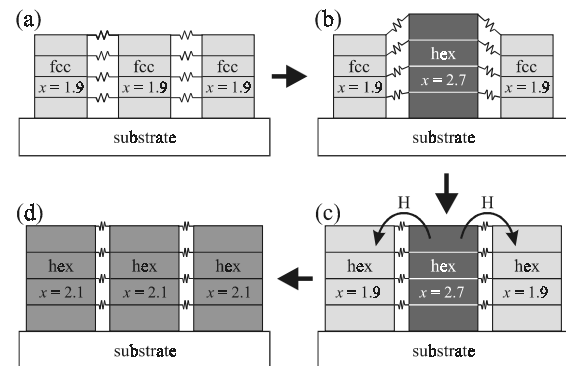 (a)
fcc fcc fcc
x = 1.9 x = 1.9 x = 1.9
substrate
(b)
hex
fcc x = 2.7 fcc
x = 1.9 x = 1.9
substrate
(d)
hex hex hex
x = 2.1 x = 2.1 x = 2.1
substrate
(c)
H H
hex hex hex
x = 1.9 x = 2.7 x = 1.9
substrate